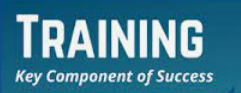 TRAINING
Key Component of Success